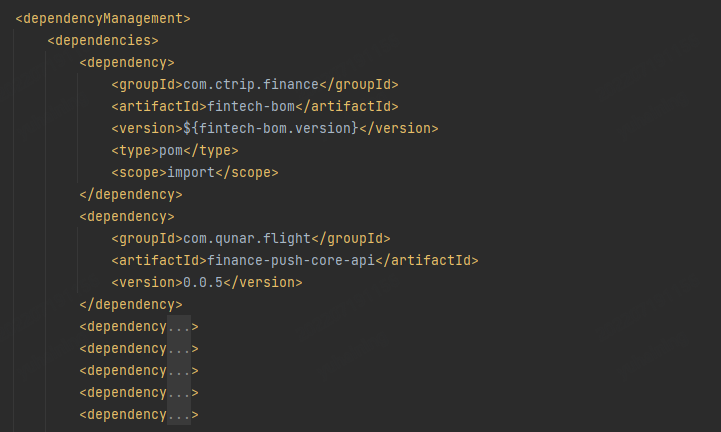 <dependencyManagement>
<dependencies>
<dependency>
<groupId>com.ctrip.finance</groupId>
<artifactId>fintech-bom</artifactId>
<version>${fintech-bom.version}</version>
<type>pom</type>
<scope>import</scope>
</dependency>
<dependency>
<groupId>com.qunar.flight</groupId>
<artifactId>finance-push-core-api</artifactId>
<version>0.0.5</version>
</dependency>
<dependency...>
<dependency...>
<dependency...>
<dependency...>
<dependency...>